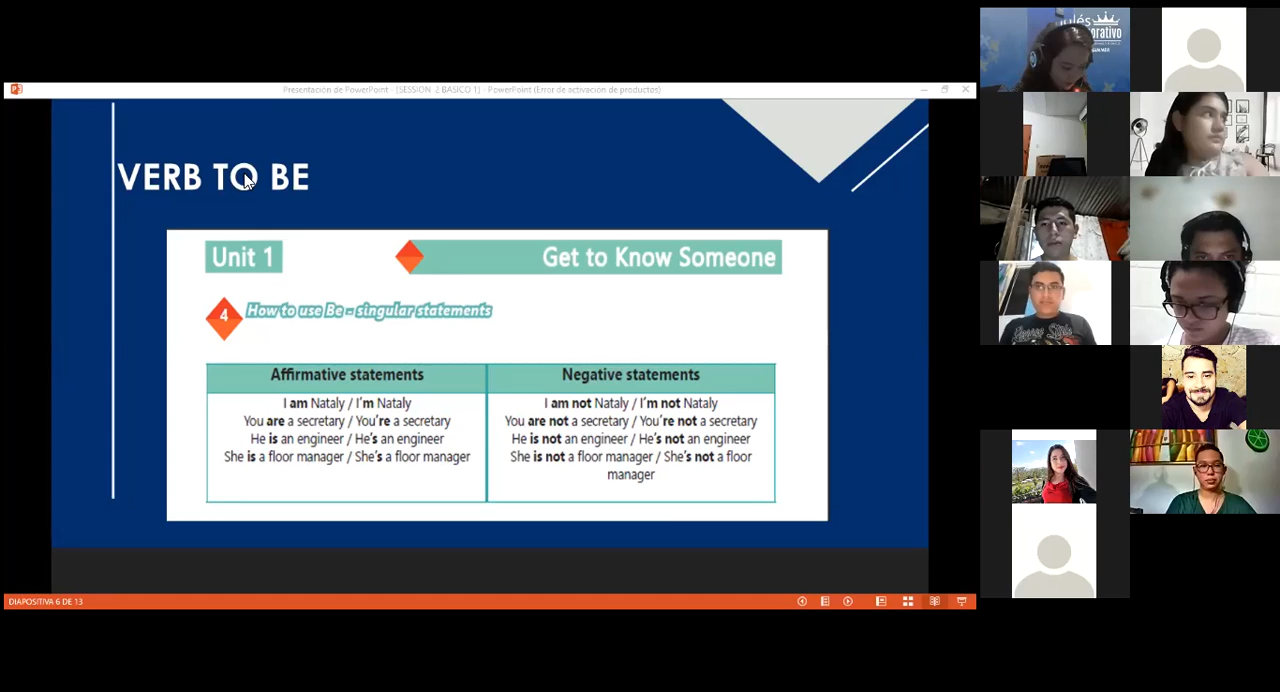 Presentación de PowerPoint - [SESSION 2 BASICO 1] - PowerPoint (Error de activación de productos)
VERB TO BE
Unit 1
Get to Know Someone
4
How to use Be - singular statements
Affirmative statements
I am Nataly / I'm Nataly
You are a secretary / You're a secretary
He is an engineer / He's an engineer
She is a floor manager / She's a floor manager
Negative statements
I am not Nataly / I'm not Nataly
You are not a secretary / You're not a secretary
He is not an engineer / He's not an engineer
She is not a floor manager / She's not a floor
manager
DIAPOSITIVA 6 DE 13